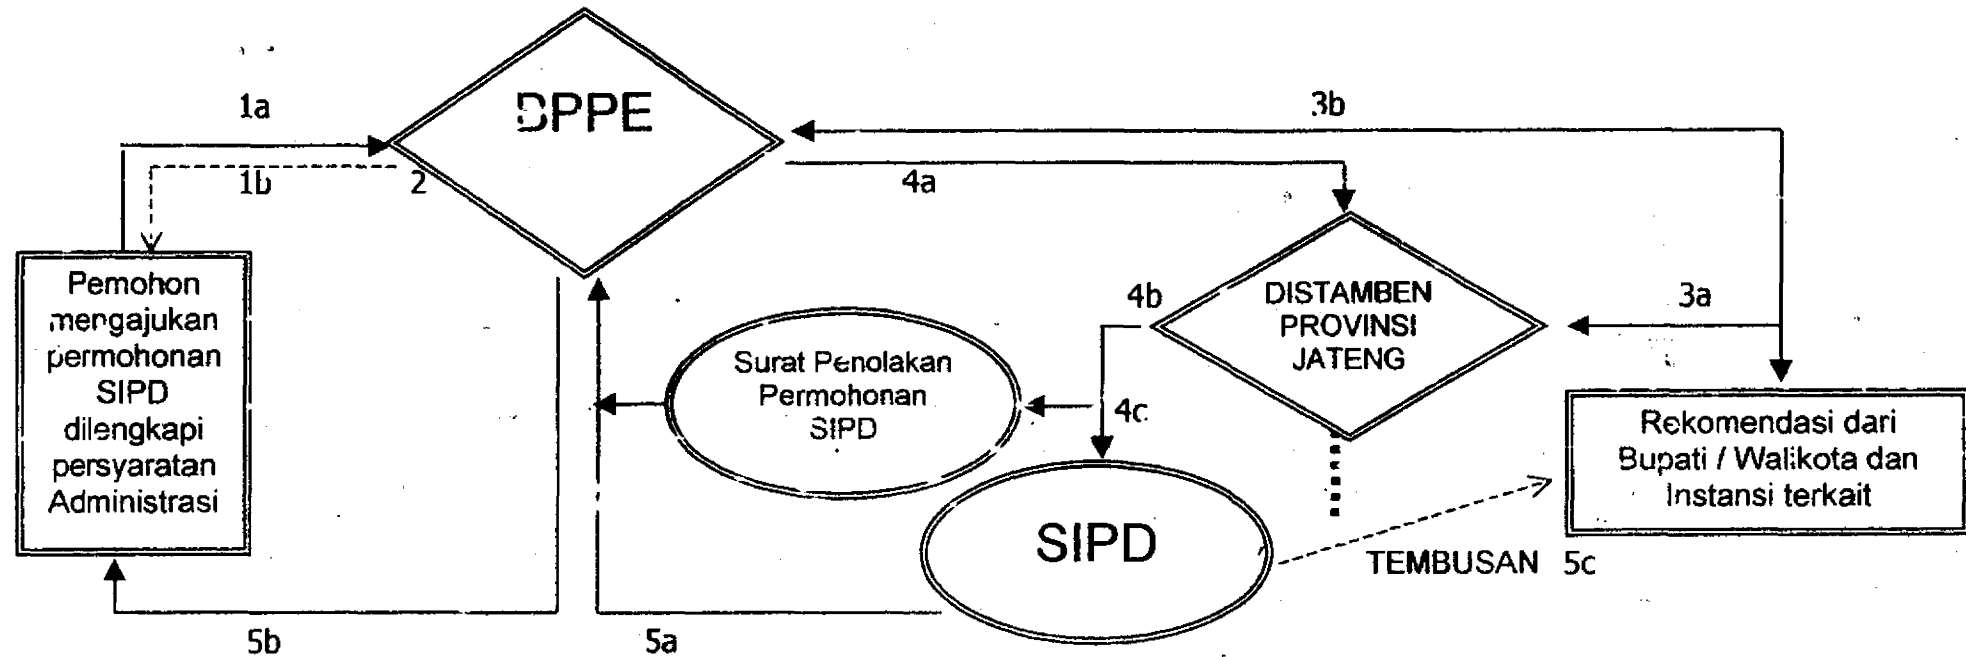 BPPE
1a
3b
1b
2
4a
Pemohon
mengajukan
permohonan
SIPD
dilengkapi
persyaratan
Administrasi
4b
DISTAMBEN
PROVINSI
JATENG
3a
Surat Penolakan
Permohonan
SIPD
4c
Rekomendasi dari
Bupati / Walikota dan
Instansi terkait
SIPD
TEMBUSAN 5c
5b
5a